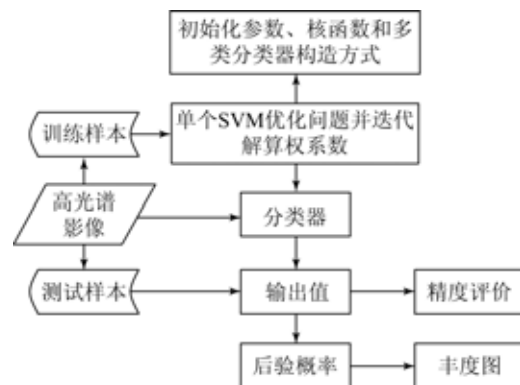 初始化参数、核函数和多
类分类器构造方式
训练样本
单个SVM优化问题并迭代
解算权系数
高光谱
影像
分类器
测试样本
输出值
精度评价
后验概率
丰度图